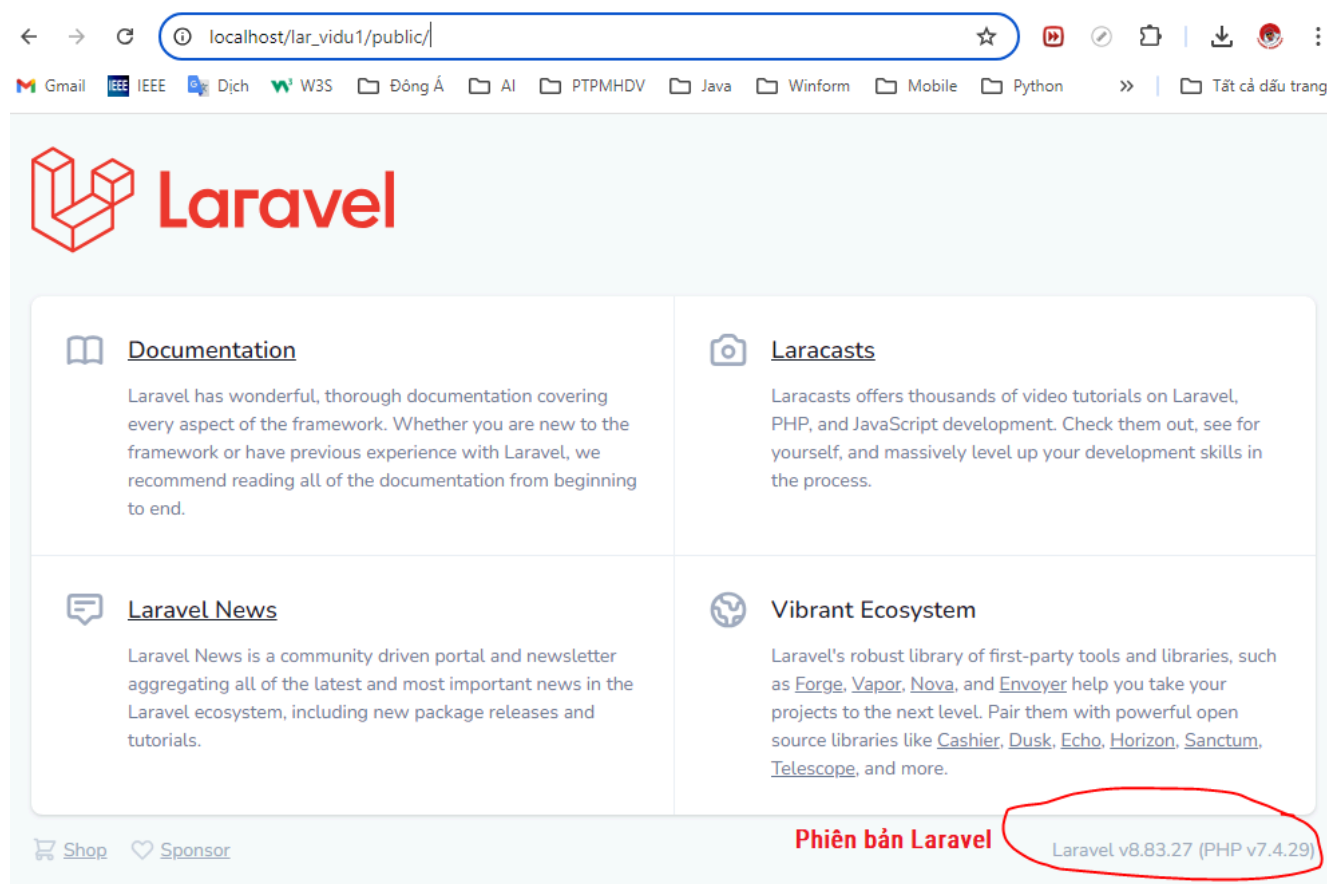 localhost/lar_vidu1/public/
Gmail IEEE IEEE Dịch W3S Đông Á AI PTPMHDV Java Winform Mobile Python » Tất cả dấu trang
Laravel
Documentation
Laravel has wonderful, thorough documentation covering
every aspect of the framework. Whether you are new to the
framework or have previous experience with Laravel, we
recommend reading all of the documentation from beginning
to end.
Laracasts
Laracasts offers thousands of video tutorials on Laravel,
PHP, and JavaScript development. Check them out, see for
yourself, and massively level up your development skills in
the process.
Laravel News
Laravel News is a community driven portal and newsletter
aggregating all of the latest and most important news in the
Laravel ecosystem, including new package releases and
tutorials.
Vibrant Ecosystem
Laravel's robust library of first-party tools and libraries, such
as Forge, Vapor, Nova, and Envoyer help you take your
projects to the next level. Pair them with powerful open
source libraries like Cashier, Dusk, Echo, Horizon, Sanctum,
Telescope, and more.
Shop Sponsor
Phiên bản Laravel
Laravel v8.83.27 (PHP v7.4.29)